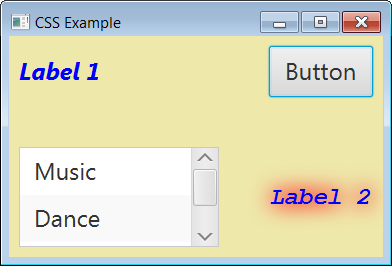 CSS Example
Label 1
Button
Music
Dance
Label 2